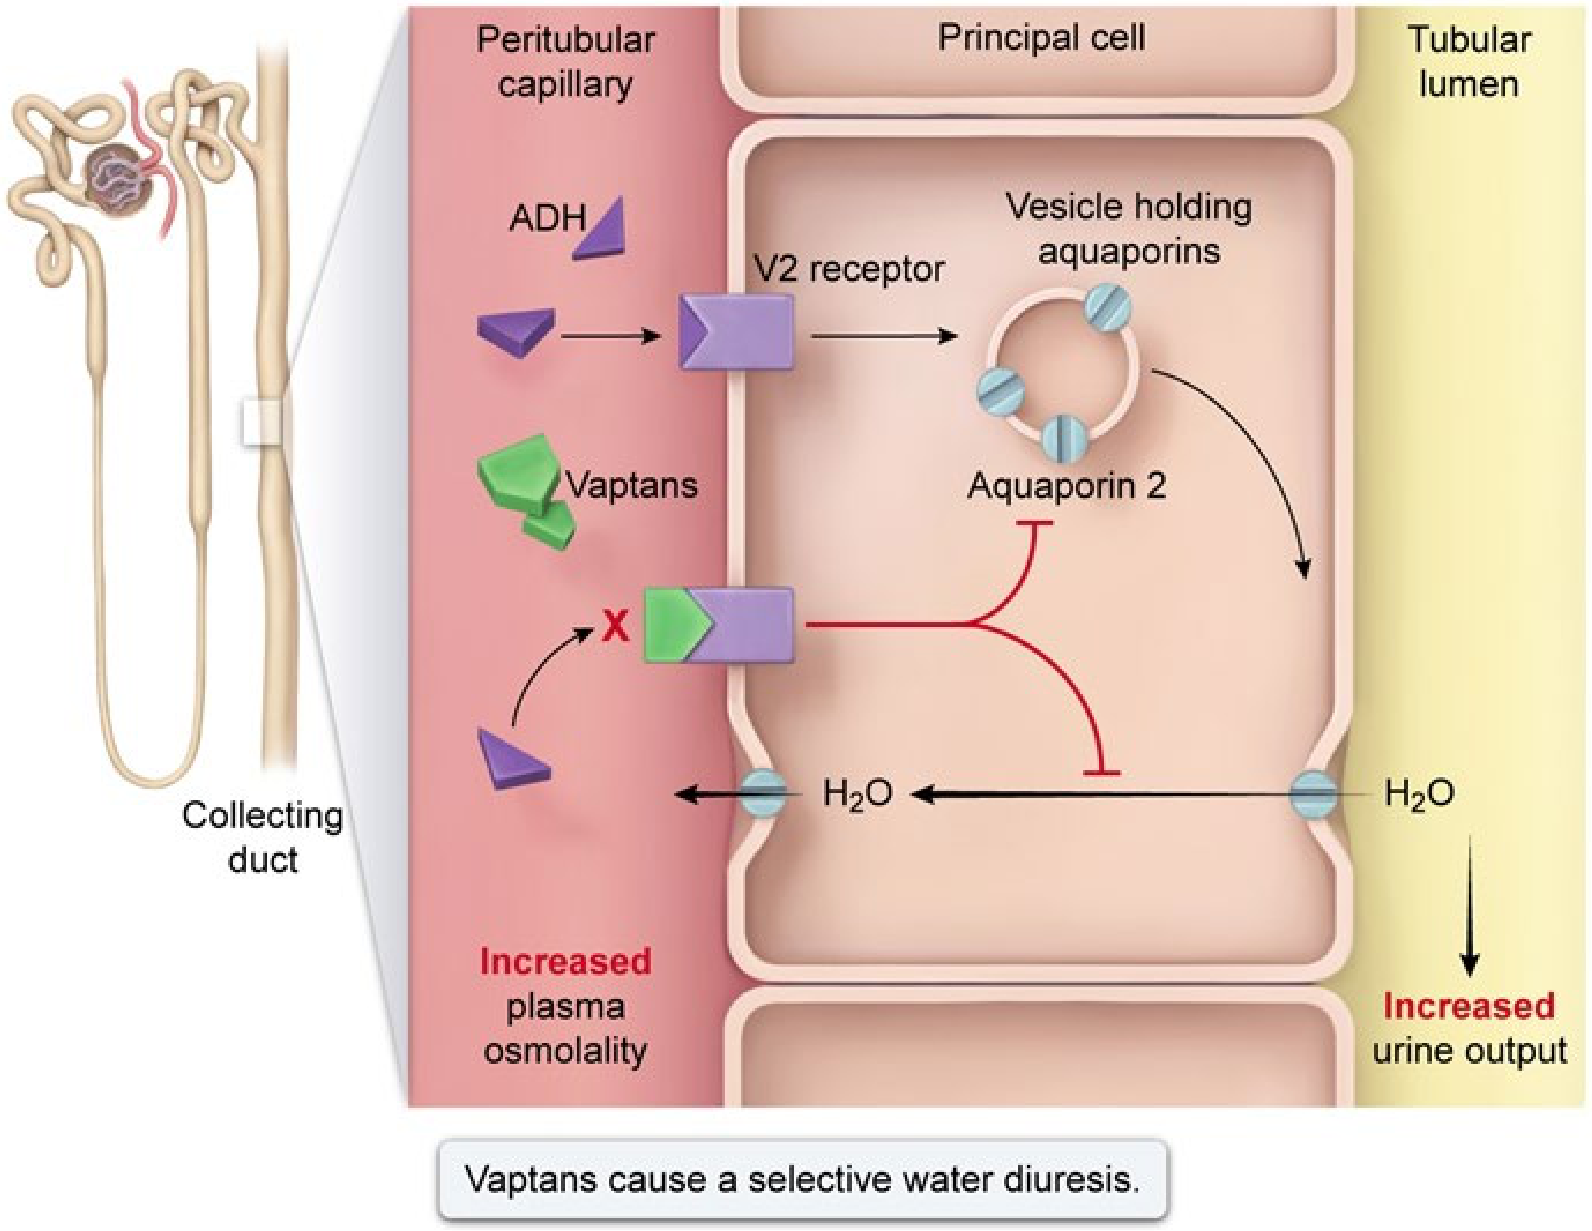 Peritubular
capillary
Principal cell
Tubular
lumen
ADH
Vesicle holding
aquaporins
V2 receptor
Vaptans
Aquaporin 2
X
H₂O
H₂O
Collecting
duct
Increased
plasma
osmolality
Increased
urine output
Vaptans cause a selective water diuresis.